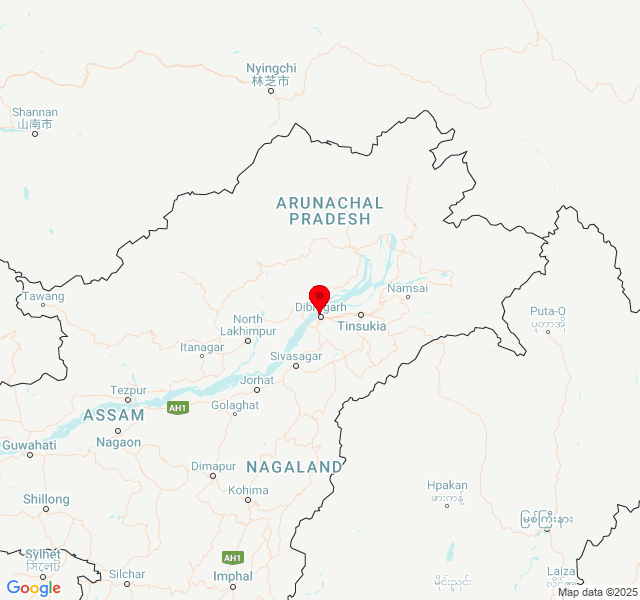 Nyingchi
林芝市
Shannan
山南市
ARUNACHAL
PRADESH
Tawang
Namsai
Dibrugarh
Puta-O
ပူတာအို
North
Lakhimpur
Tinsukia
Itanagar
Sivasagar
Jorhat
Tezpur
AH1
ASSAM
Golaghat
Nagaon
Guwahati
Dimapur
NAGALAND
Hpakan
ဖားကန့်
Kohima
Shillong
မြစ်ကြီးနား
Sylhet
সিলেট
AH1
Silchar
Imphal
Laiza
Google
Map data ©2025